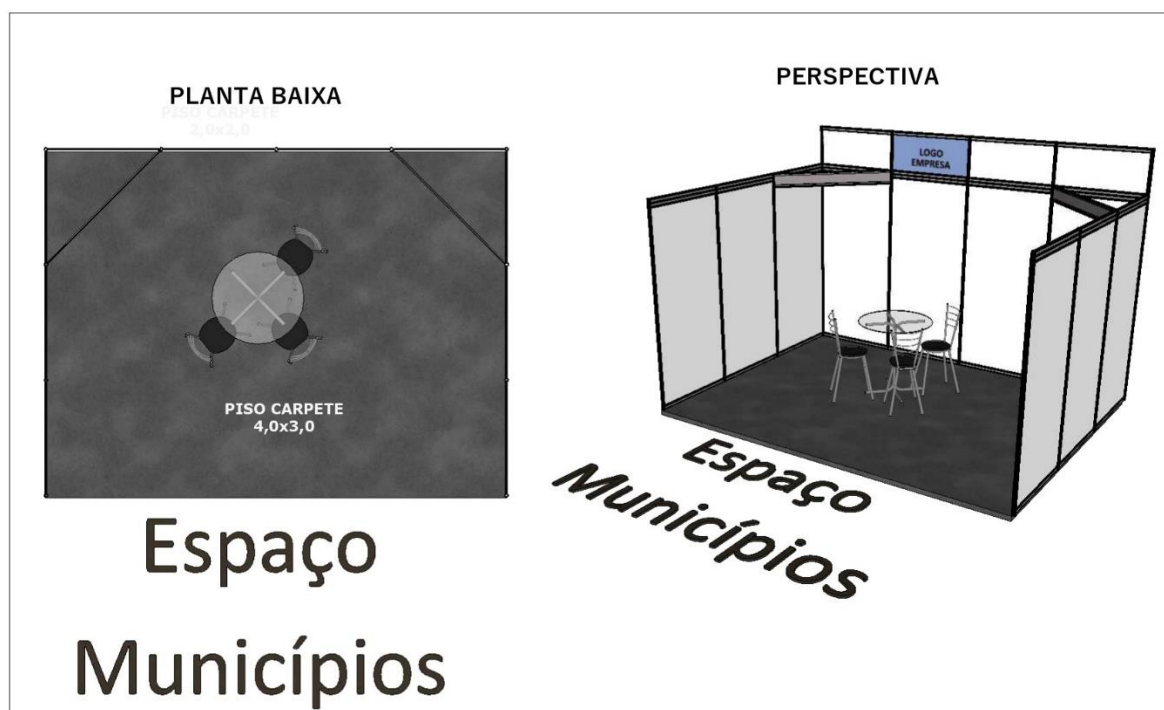 PLANTA BAIXA
PISO CARPETE
2,0x2,0
PISO CARPETE
4,0x3,0
Espaço
Municípios
PERSPECTIVA
LOGO
EMPRESA
Espaço
Municípios